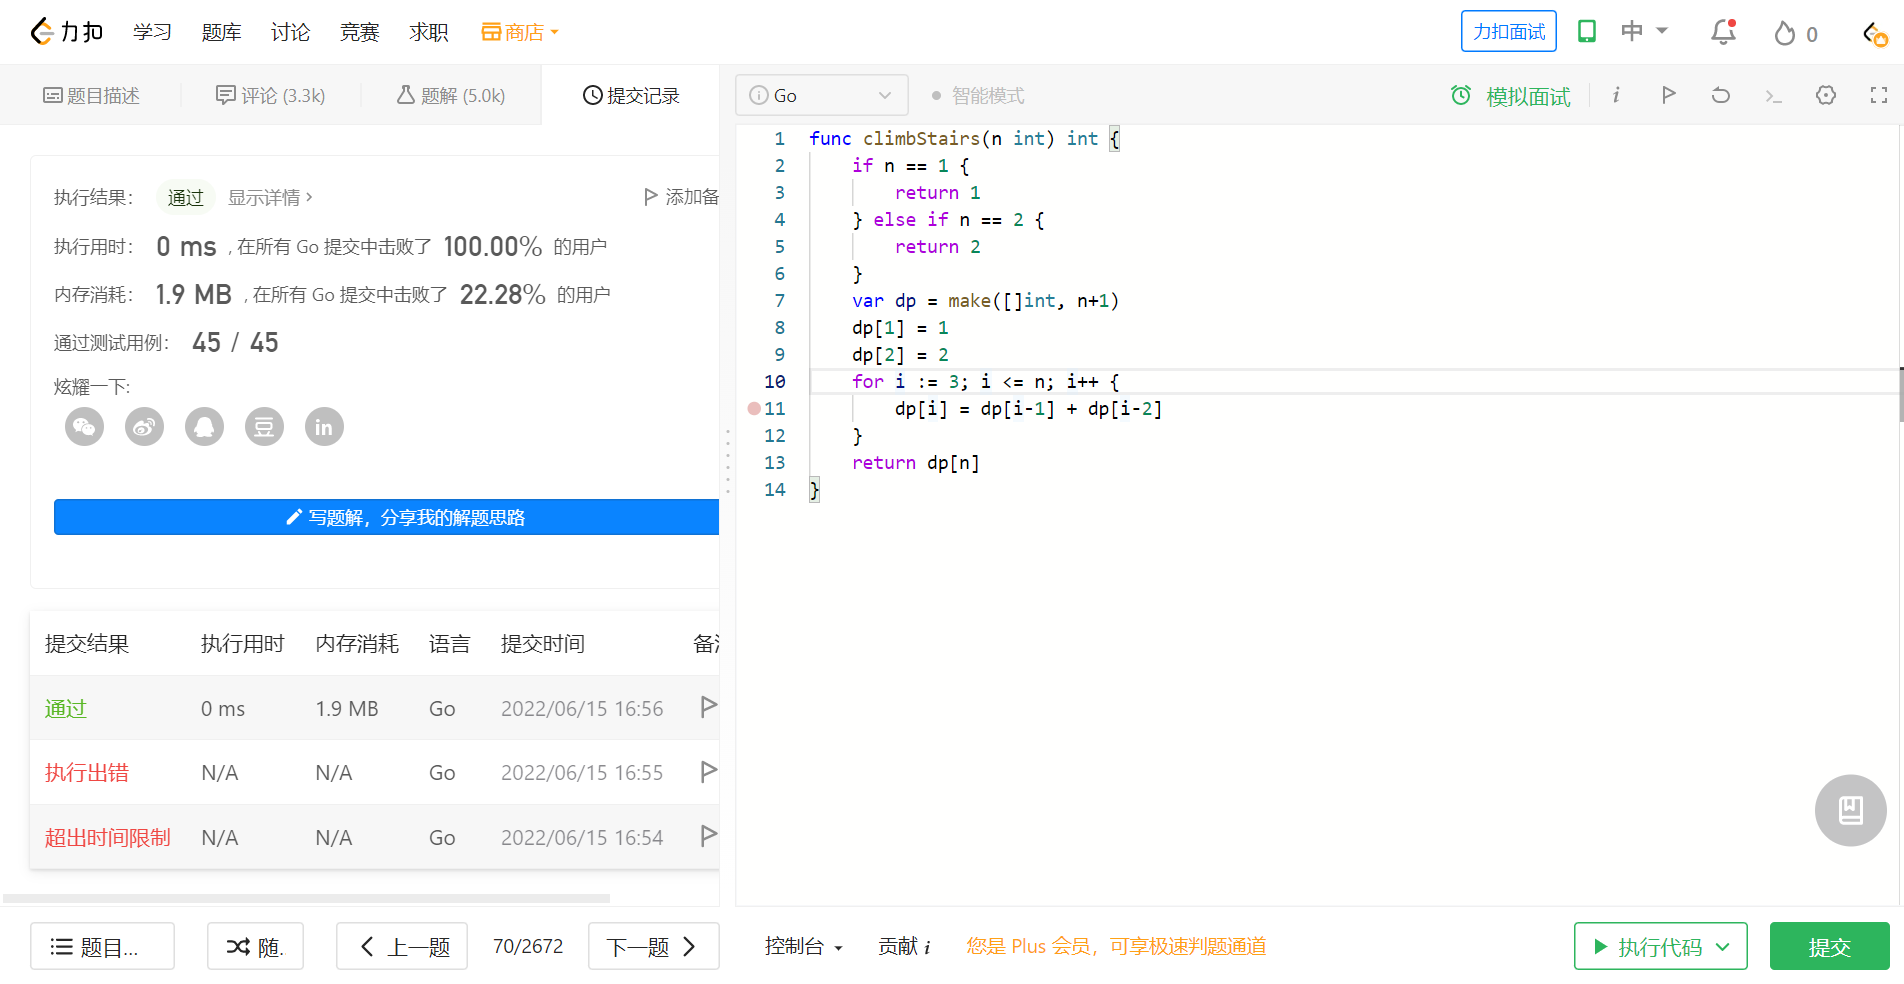 力扣 学习 题库 讨论 竞赛 求职 商店 力扣面试 中 0
题目描述 评论 (3.3k) 题解 (5.0k) 提交记录
执行结果： 通过 显示详情 > 添加备
执行用时： 0 ms , 在所有 Go 提交中击败了 100.00% 的用户
内存消耗： 1.9 MB , 在所有 Go 提交中击败了 22.28% 的用户
通过测试用例： 45 / 45
炫耀一下:
豆 in
写题解，分享我的解题思路
提交结果 执行用时 内存消耗 语言 提交时间 备注
通过 0 ms 1.9 MB Go 2022/06/15 16:56
执行出错 N/A N/A Go 2022/06/15 16:55
超出时间限制 N/A N/A Go 2022/06/15 16:54
题目... 随. 上一题 70/2672 下一题
Go 智能模式 模拟面试 i
1 func climbStairs(n int) int {
2 if n == 1 {
3 return 1
4 } else if n == 2 {
5 return 2
6 }
7 var dp = make([]int, n+1)
8 dp[1] = 1
9 dp[2] = 2
10 for i := 3; i <= n; i++ {
11 dp[i] = dp[i-1] + dp[i-2]
12 }
13 return dp[n]
14 }
控制台 贡献 i 您是 Plus 会员，可享极速判题通道 执行代码 提交